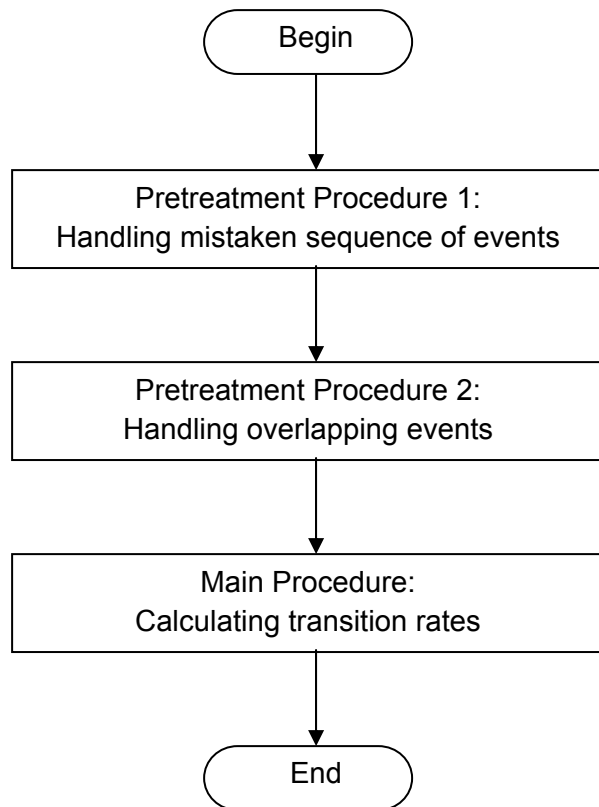 Begin
Pretreatment Procedure 1:
Handling mistaken sequence of events
Pretreatment Procedure 2:
Handling overlapping events
Main Procedure:
Calculating transition rates
End